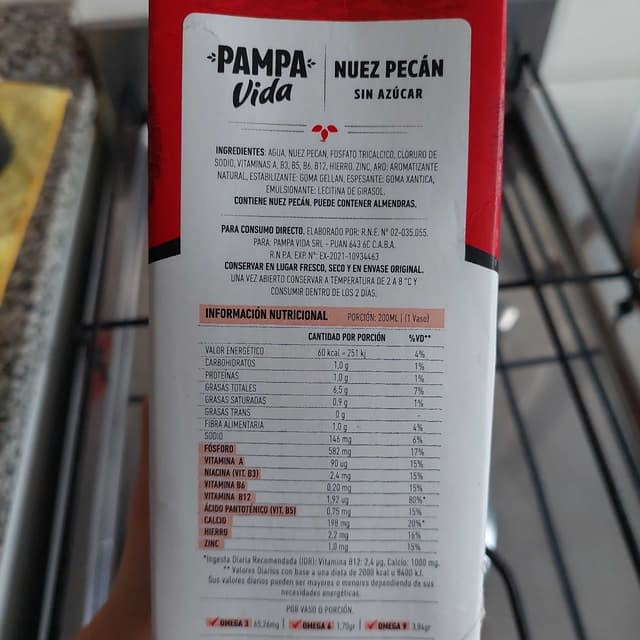 PAMPA
Vida
NUEZ PECÁN
SIN AZÚCAR
INGREDIENTES: AGUA, NUEZ PECAN, FOSFATO TRICALCICO, CLORURO DE
SODIO, VITAMINAS A, B3, B5, B6, B12, HIERRO, ZINC, ARO: AROMATIZANTE
NATURAL, ESTABILIZANTE: GOMA GELLAN, ESPESANTE: GOMA XANTICA,
EMULSIONANTE: LECITINA DE GIRASOL.
CONTIENE NUEZ PECÁN. PUEDE CONTENER ALMENDRAS.
PARA CONSUMO DIRECTO. ELABORADO POR: R.N.E. N° 02-035.055.
PARA: PAMPA VIDA SRL - PUAN 643 6C C.A.B.A.
R.N.P.A. EXP. N°: EX-2021-10934463
CONSERVAR EN LUGAR FRESCO, SECO Y EN ENVASE ORIGINAL.
UNA VEZ ABIERTO CONSERVAR A TEMPERATURA DE 2 A 8 °C Y
CONSUMIR DENTRO DE LOS 2 DÍAS.
INFORMACIÓN NUTRICIONAL PORCIÓN: 200ML | (1 Vaso)
CANTIDAD POR PORCIÓN %VD**
VALOR ENERGÉTICO 60 kcal - 251 kj 4%
CARBOHIDRATOS 1,0 g 1%
PROTEÍNAS 1,0 g 1%
GRASAS TOTALES 6,5 g 7%
GRASAS SATURADAS 0,9 g 1%
GRASAS TRANS 0 g
FIBRA ALIMENTARIA 1,0 g 4%
SODIO 146 mg 6%
FÓSFORO 582 mg 17%
VITAMINA A 90 ug 15%
NIACINA (VIT. B3) 2,4 mg 15%
VITAMINA B6 0,20 mg 15%
VITAMINA B12 1,92 ug 80%*
ÁCIDO PANTOTÉNICO (VIT. B5) 0,75 mg 15%
CALCIO 198 mg 20%*
HIERRO 2,2 mg 16%
ZINC 1,0 mg 15%
*Ingesta Diaria Recomendada (IDR): Vitamina B12: 2,4 µg, Calcio: 1000 mg.
** Valores Diarios con base a una dieta de 2000 kcal u 8400 kJ.
Sus valores diarios pueden ser mayores o menores dependiendo de sus
necesidades energéticas.
POR VASO O PORCIÓN.
OMEGA 3 65,26mg | OMEGA 6 1,70gr | OMEGA 9 3,94gr